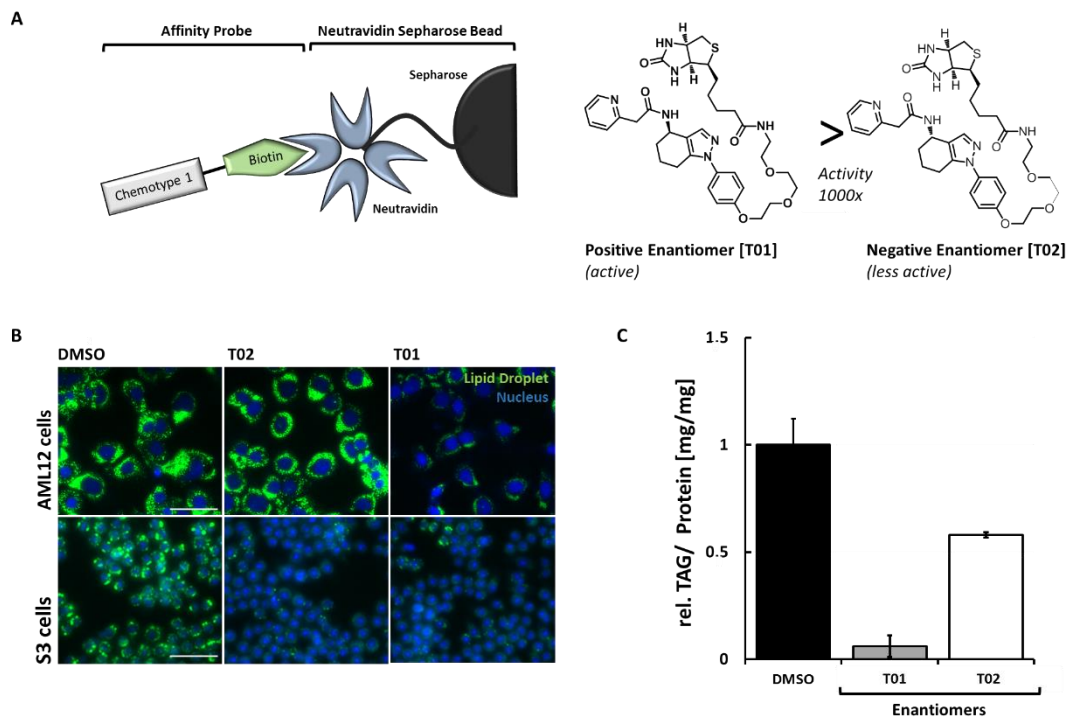 A
Affinity Probe
Neutravidin Sepharose Bead
Sepharose
Biotin
Chemotype 1
Neutravidin
H
HN
S
O
N
H
H
N
O
H
N
O
NH
N
N
O
O
O
>
Activity
1000x
H
HN
S
O
N
H
H
N
O
H
N
O
NH
N
N
O
O
O
Positive Enantiomer [T01]
(active)
Negative Enantiomer [T02]
(less active)
B
DMSO
T02
T01
Lipid Droplet
Nucleus
AML12 cells
S3 cells
C
rel. TAG/ Protein [mg/mg]
1.5
1
0.5
0
DMSO
T01
T02
Enantiomers